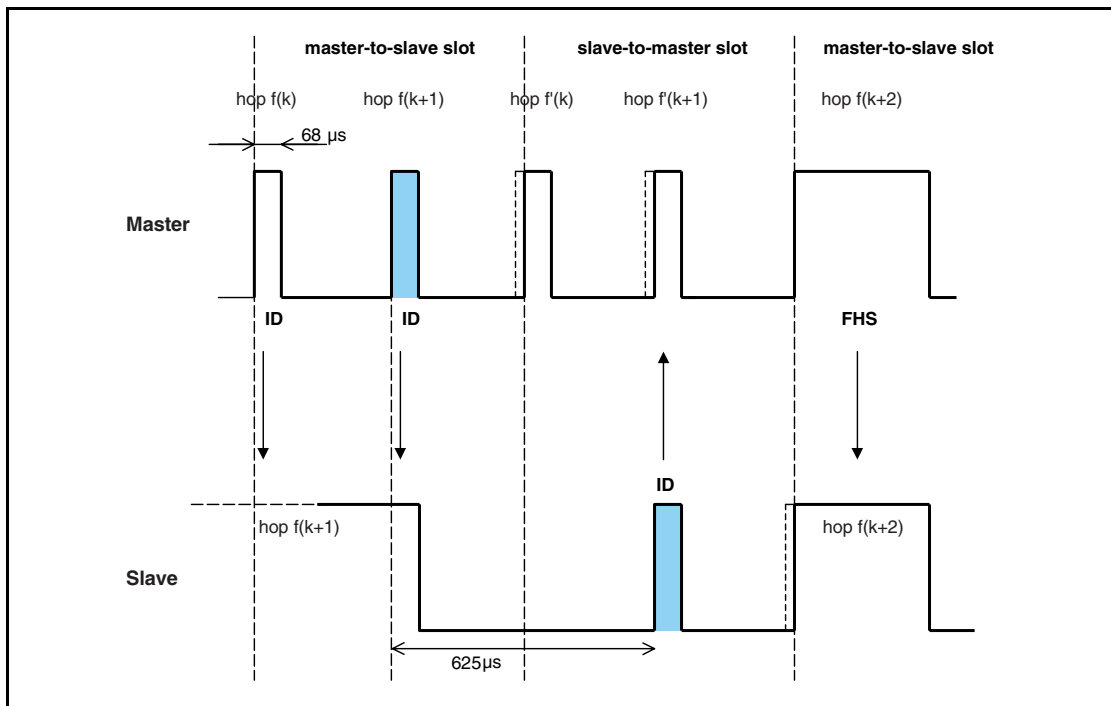 master-to-slave slot slave-to-master slot master-to-slave slot
hop f(k) hop f(k+1) hop f'(k) hop f'(k+1) hop f(k+2)
68 µs
Master
ID ID FHS
ID
hop f(k+1) hop f(k+2)
Slave
625µs